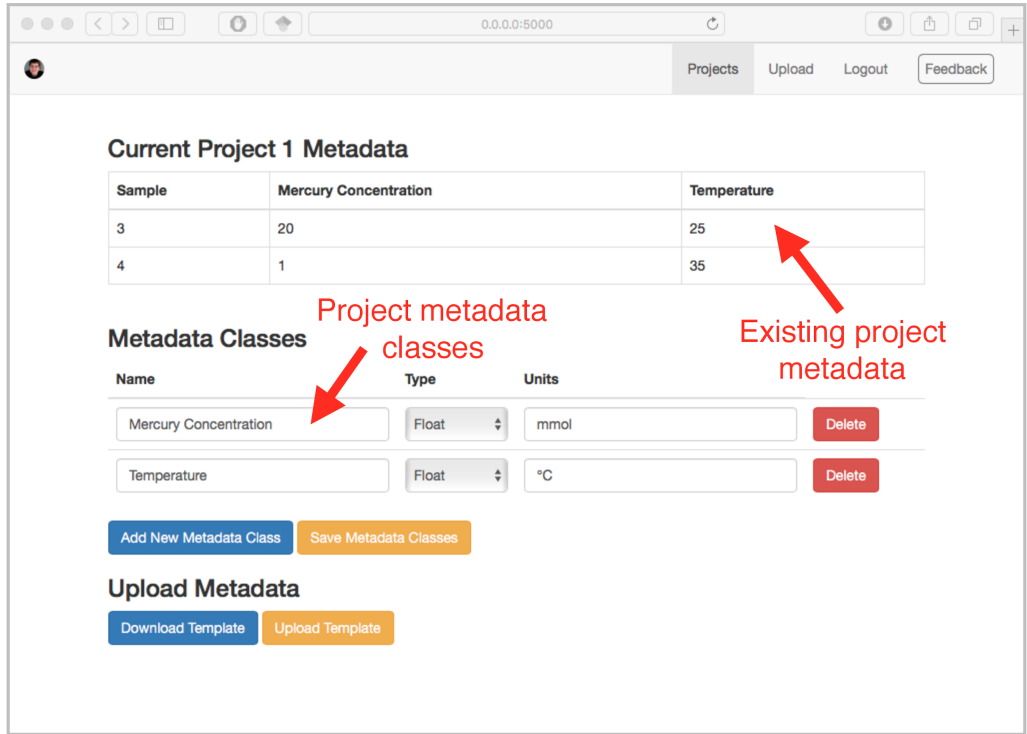 0.0.0.0:5000
Projects Upload Logout Feedback
Current Project 1 Metadata
Sample Mercury Concentration Temperature
3 20 25
4 1 35
Project metadata
classes
Existing project
metadata
Metadata Classes
Name Type Units
Mercury Concentration Float mmol Delete
Temperature Float °C Delete
Add New Metadata Class Save Metadata Classes
Upload Metadata
Download Template Upload Template